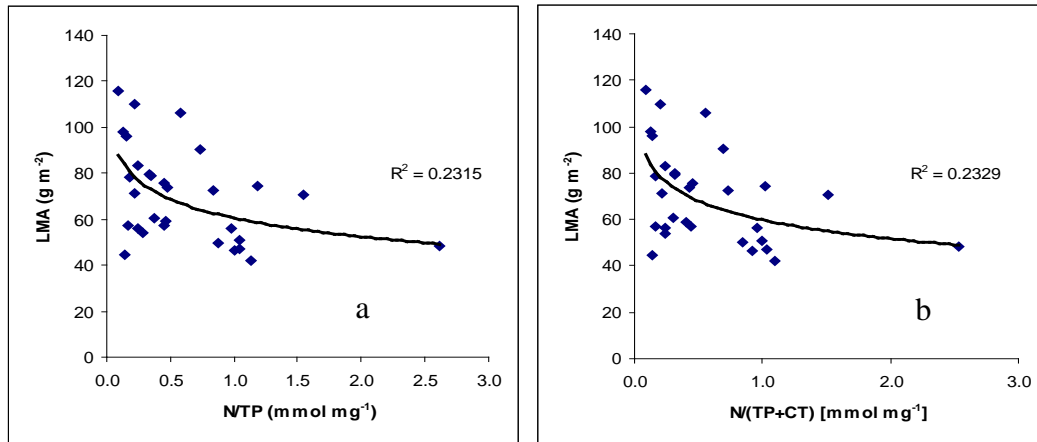 140
120
100
80
60
40
20
0
LMA (g m⁻²)
R² = 0.2315
a
0.0 0.5 1.0 1.5 2.0 2.5 3.0
N/TP (mmol mg⁻¹)
140
120
100
80
60
40
20
0
LMA (g m⁻²)
R² = 0.2329
b
0.0 1.0 2.0 3.0
N/(TP+CT) [mmol mg⁻¹]